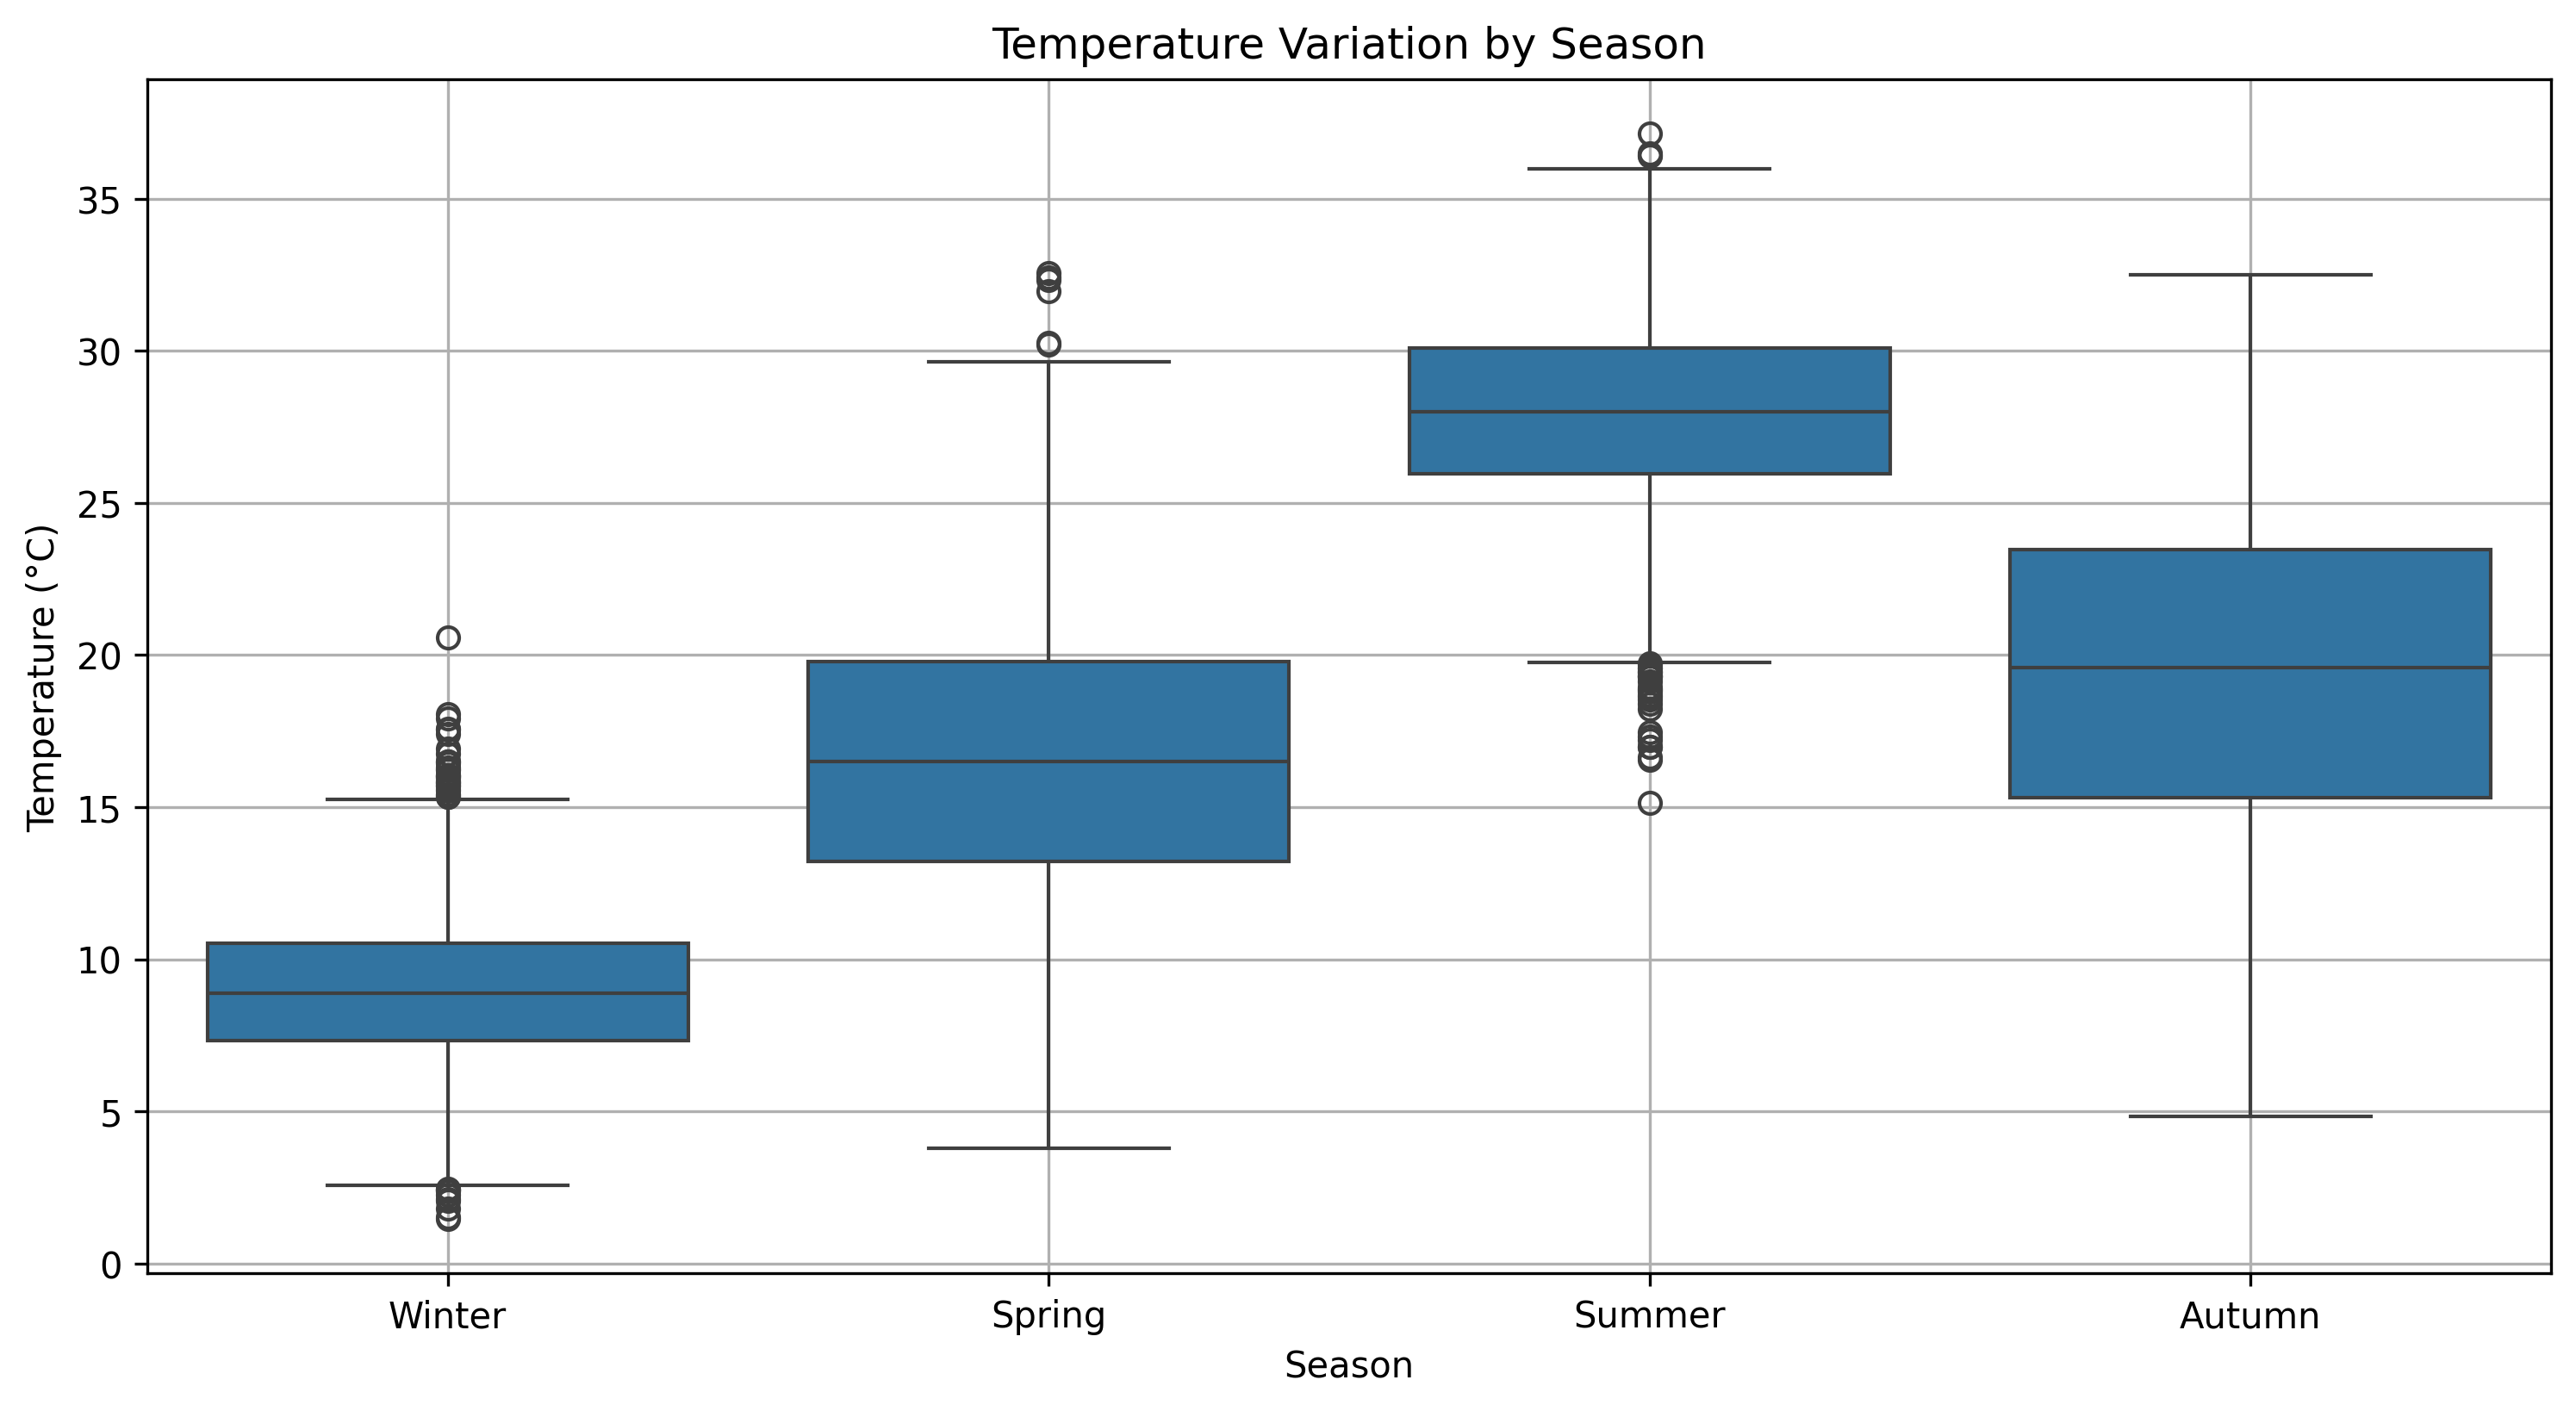 Temperature Variation by Season
Temperature (°C)
35
30
25
20
15
10
5
0
Winter
Spring
Summer
Autumn
Season